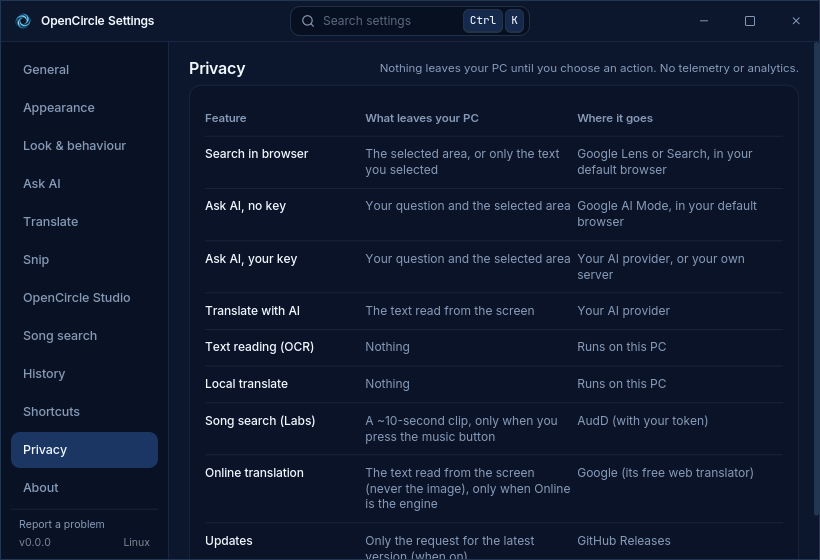 OpenCircle Settings
Search settings
Ctrl K
General
Appearance
Look & behaviour
Ask AI
Translate
Snip
OpenCircle Studio
Song search
History
Shortcuts
Privacy
About
Report a problem
v0.0.0 Linux
Privacy
Nothing leaves your PC until you choose an action. No telemetry or analytics.
Feature What leaves your PC Where it goes
Search in browser
The selected area, or only the text
you selected
Google Lens or Search, in your
default browser
Ask AI, no key
Your question and the selected area
Google AI Mode, in your default
browser
Ask AI, your key
Your question and the selected area
Your AI provider, or your own
server
Translate with AI
The text read from the screen
Your AI provider
Text reading (OCR)
Nothing
Runs on this PC
Local translate
Nothing
Runs on this PC
Song search (Labs)
A ~10-second clip, only when you
press the music button
AudD (with your token)
Online translation
The text read from the screen
(never the image), only when Online
is the engine
Google (its free web translator)
Updates
Only the request for the latest
version (when on)
GitHub Releases